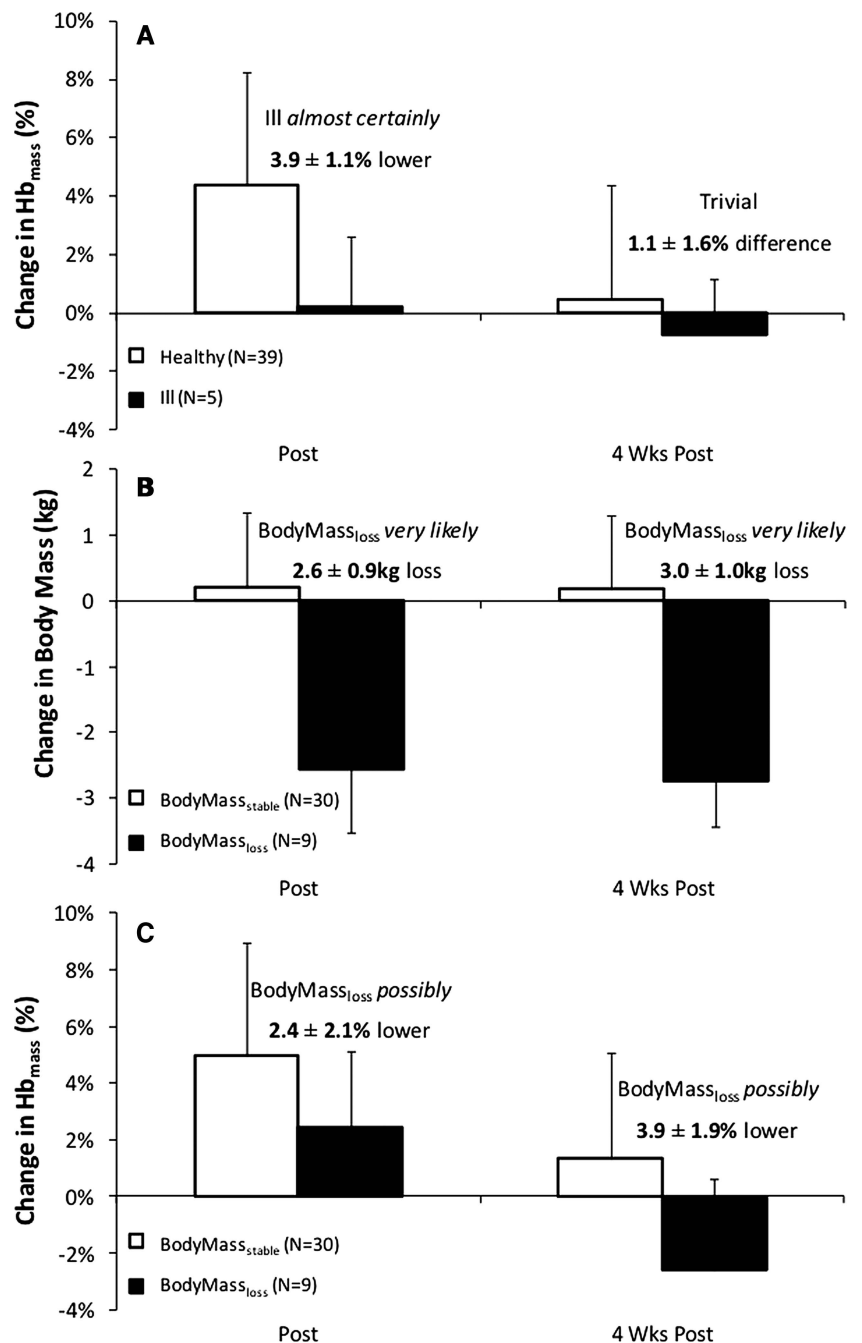 A
10%
8%
6%
4%
2%
0%
-2%
-4%
Change in Hbmass (%)
Ill almost certainly
3.9 ± 1.1% lower
Trivial
1.1 ± 1.6% difference
Healthy (N=39)
Ill (N=5)
Post
4 Wks Post
B
2
1
0
-1
-2
-3
-4
Change in Body Mass (kg)
BodyMassloss very likely
2.6 ± 0.9kg loss
BodyMassloss very likely
3.0 ± 1.0kg loss
BodyMassstable (N=30)
BodyMassloss (N=9)
Post
4 Wks Post
C
10%
8%
6%
4%
2%
0%
-2%
-4%
Change in Hbmass (%)
BodyMassloss possibly
2.4 ± 2.1% lower
BodyMassloss possibly
3.9 ± 1.9% lower
BodyMassstable (N=30)
BodyMassloss (N=9)
Post
4 Wks Post